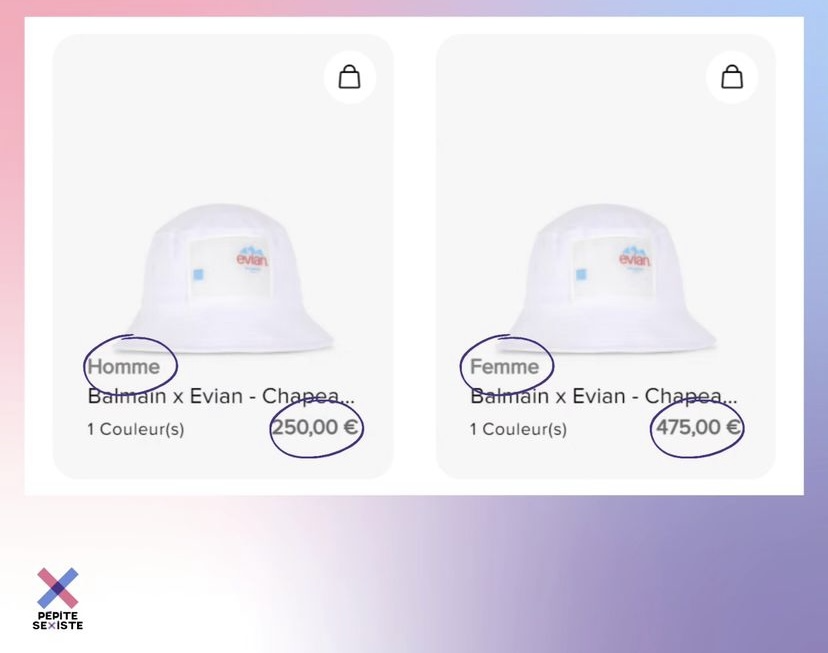 evian
Homme
Balmain x Evian - Chapea...
1 Couleur(s)
250,00 €
evian
Femme
Balmain x Evian - Chapea...
1 Couleur(s)
475,00 €
PEPITE
SEXISTE